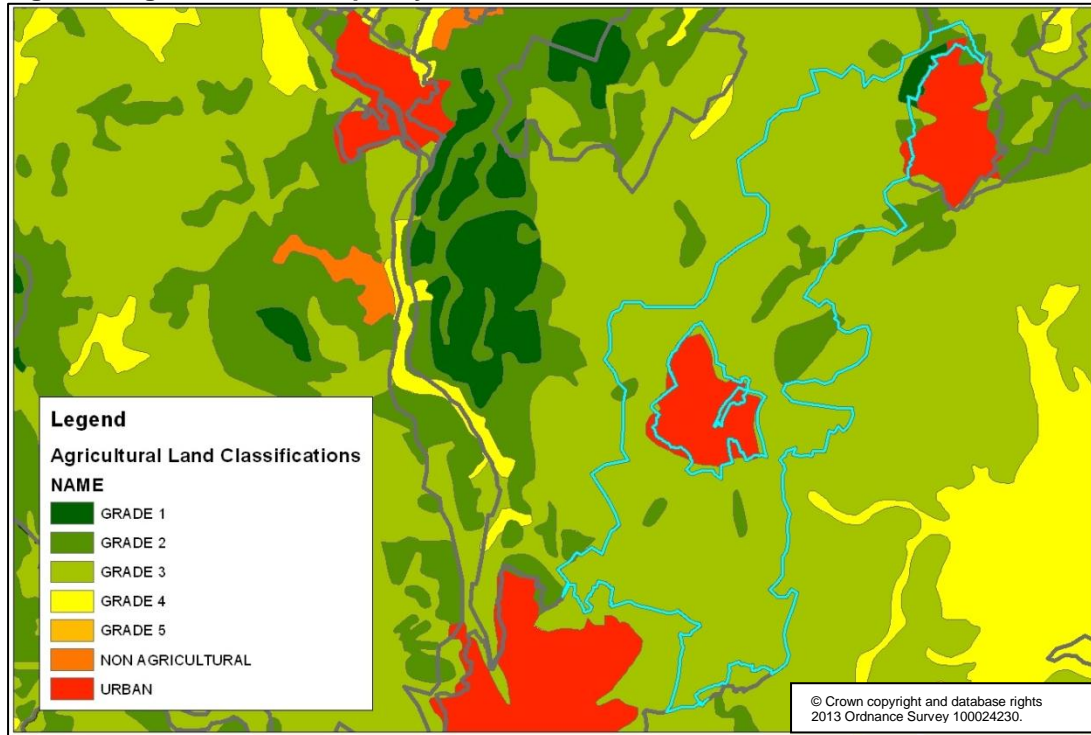 Legend
Agricultural Land Classifications
NAME
GRADE 1
GRADE 2
GRADE 3
GRADE 4
GRADE 5
NON AGRICULTURAL
URBAN
© Crown copyright and database rights
2013 Ordnance Survey 100024230.